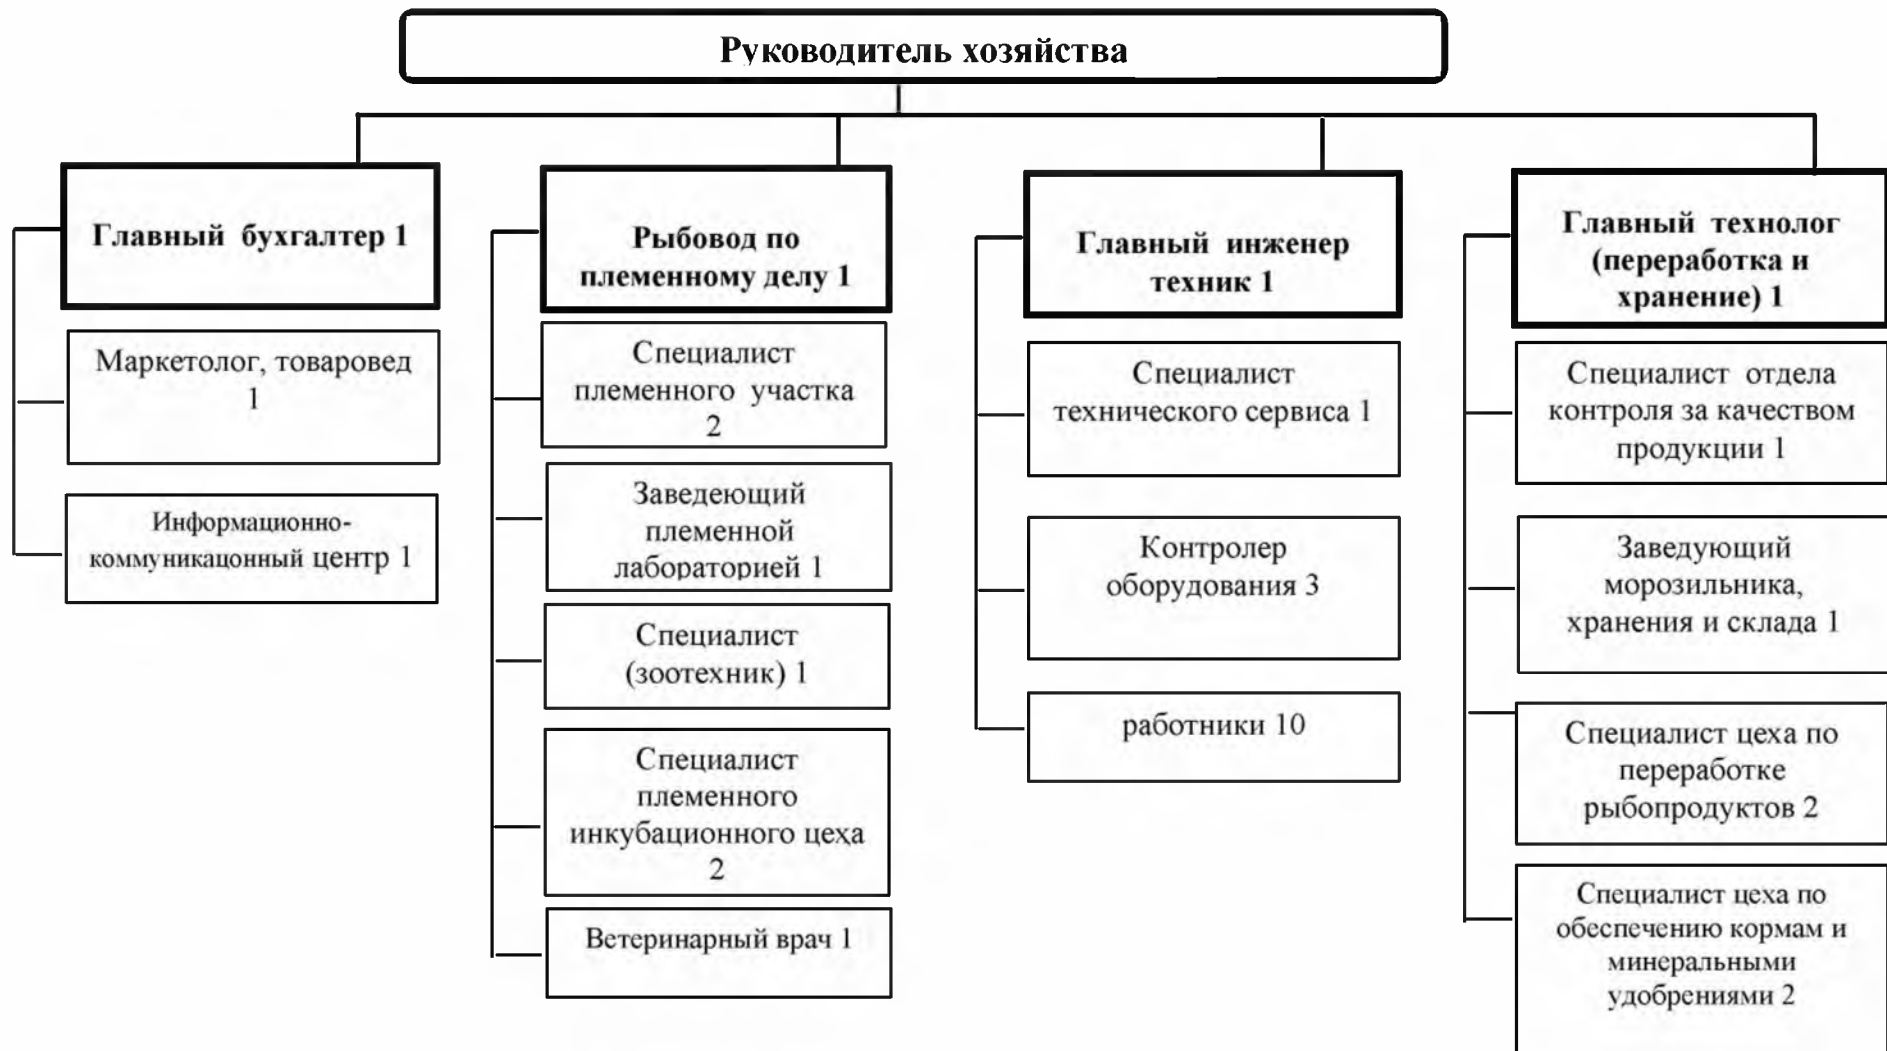 Руководитель хозяйства
Главный бухгалтер 1
Маркетолог, товаровед
1
Информационно-
коммуникацонный центр 1
Рыбовод по
племенному делу 1
Специалист
племенного участка
2
Заведеющий
племенной
лабораторией 1
Специалист
(зоотехник) 1
Специалист
племенного
инкубационного цеха
2
Ветеринарный врач 1
Главный инженер
техник 1
Специалист
технического сервиса 1
Контролер
оборудования 3
работники 10
Главный технолог
(переработка и
хранение) 1
Специалист отдела
контроля за качеством
продукции 1
Заведующий
морозильника,
хранения и склада 1
Специалист цеха по
переработке
рыбопродуктов 2
Специалист цеха по
обеспечению кормам и
минеральными
удобрениями 2